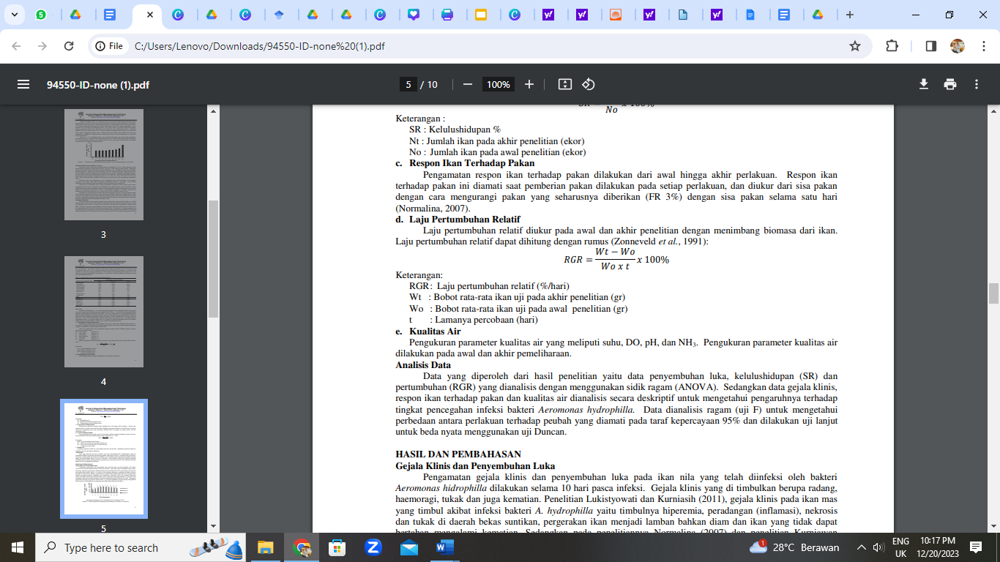 5
File
C:/Users/Lenovo/Downloads/94550-ID-none%20(1).pdf
94550-ID-none (1).pdf
5 / 10
100%
3
4
5
No
Keterangan :
SR : Kelulushidupan %
Nt : Jumlah ikan pada akhir penelitian (ekor)
No : Jumlah ikan pada awal penelitian (ekor)
c. Respon Ikan Terhadap Pakan
Pengamatan respon ikan terhadap pakan dilakukan dari awal hingga akhir perlakuan. Respon ikan
terhadap pakan ini diamati saat pemberian pakan dilakukan pada setiap perlakuan, dan diukur dari sisa pakan
dengan cara mengurangi pakan yang seharusnya diberikan (FR 3%) dengan sisa pakan selama satu hari
(Normalina, 2007).
d. Laju Pertumbuhan Relatif
Laju pertumbuhan relatif diukur pada awal dan akhir penelitian dengan menimbang biomasa dari ikan.
Laju pertumbuhan relatif dapat dihitung dengan rumus (Zonneveld et al., 1991):
Wt − Wo
RGR = x 100%
Wo x t
Keterangan:
RGR : Laju pertumbuhan relatif (%/hari)
Wt : Bobot rata-rata ikan uji pada akhir penelitian (gr)
Wo : Bobot rata-rata ikan uji pada awal penelitian (gr)
t : Lamanya percobaan (hari)
e. Kualitas Air
Pengukuran parameter kualitas air yang meliputi suhu, DO, pH, dan NH₃. Pengukuran parameter kualitas air
dilakukan pada awal dan akhir pemeliharaan.
Analisis Data
Data yang diperoleh dari hasil penelitian yaitu data penyembuhan luka, kelulushidupan (SR) dan
pertumbuhan (RGR) yang dianalisis dengan menggunakan sidik ragam (ANOVA). Sedangkan data gejala klinis,
respon ikan terhadap pakan dan kualitas air dianalisis secara deskriptif untuk mengetahui pengaruhnya terhadap
tingkat pencegahan infeksi bakteri Aeromonas hydrophilla. Data dianalisis ragam (uji F) untuk mengetahui
perbedaan antara perlakuan terhadap peubah yang diamati pada taraf kepercayaan 95% dan dilakukan uji lanjut
untuk beda nyata menggunakan uji Duncan.
HASIL DAN PEMBAHASAN
Gejala Klinis dan Penyembuhan Luka
Pengamatan gejala klinis dan penyembuhan luka pada ikan nila yang telah diinfeksi oleh bakteri
Aeromonas hidrophilla dilakukan selama 10 hari pasca infeksi. Gejala klinis yang di timbulkan berupa radang,
haemoragi, tukak dan juga kematian. Penelitian Lukistyowati dan Kurniasih (2011), gejala klinis pada ikan mas
yang timbul akibat infeksi bakteri A. hydrophilla yaitu timbulnya hiperemia, peradangan (inflamasi), nekrosis
dan tukak di daerah bekas suntikan, pergerakan ikan menjadi lamban bahkan diam dan ikan yang tidak dapat
Type here to search
1
28°C Berawan
ENG
UK
10:17 PM
12/20/2023